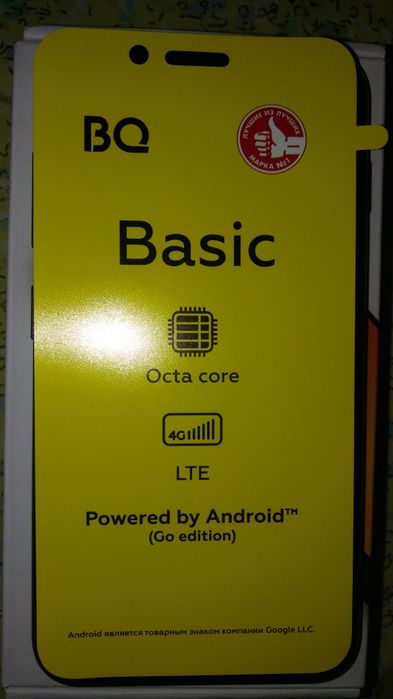 BQ
ЛУЧШИЕ ИЗ ЛУЧШИХ
МАРКА №1
Basic
Octa core
4G
LTE
Powered by Android™
(Go edition)
Android является товарным знаком компании Google LLC.